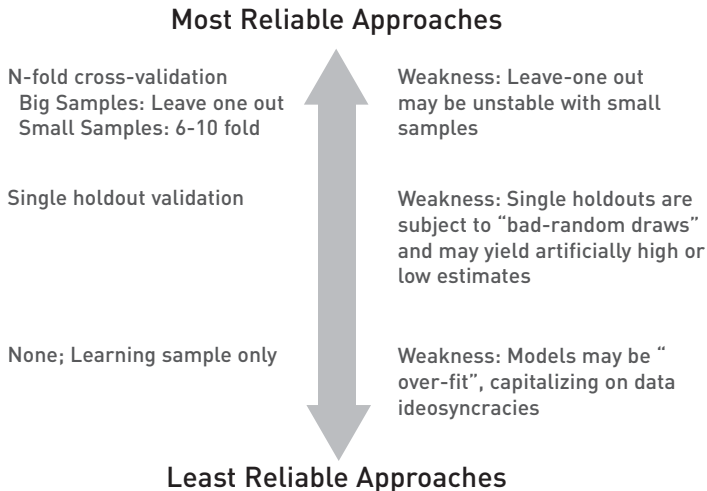 Most Reliable Approaches
N-fold cross-validation
Big Samples: Leave one out
Small Samples: 6-10 fold
Weakness: Leave-one out
may be unstable with small
samples
Single holdout validation
Weakness: Single holdouts are
subject to “bad-random draws”
and may yield artificially high or
low estimates
None; Learning sample only
Weakness: Models may be “
over-fit”, capitalizing on data
ideosyncracies
Least Reliable Approaches